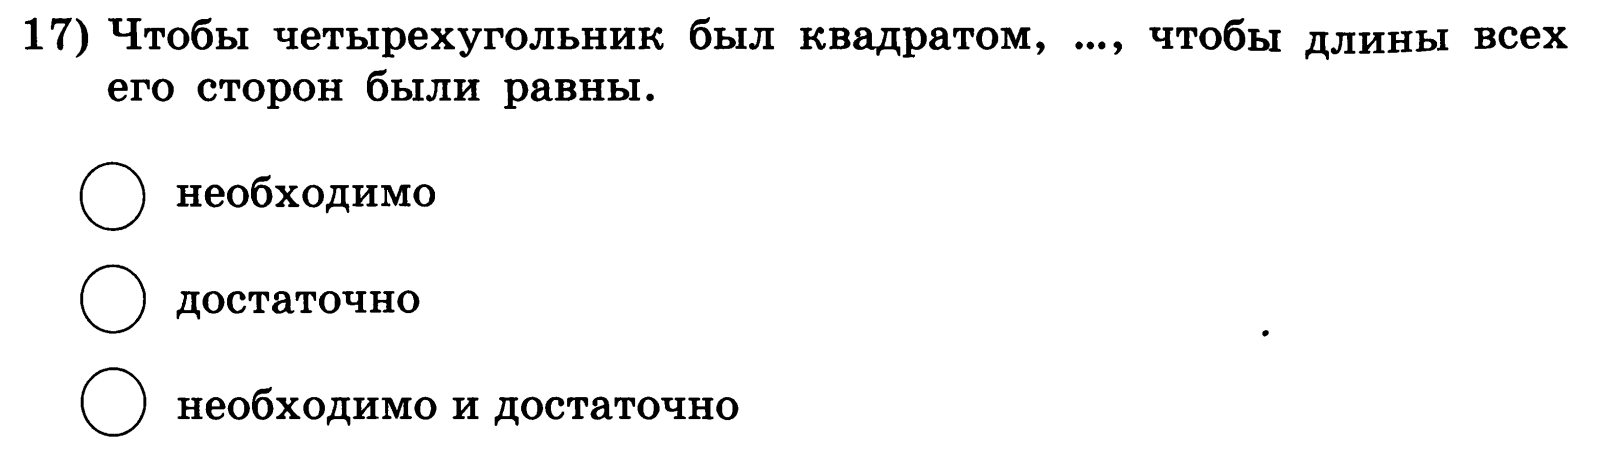 17) Чтобы четырехугольник был квадратом, ..., чтобы длины всех
его сторон были равны.
необходимо
достаточно
необходимо и достаточно